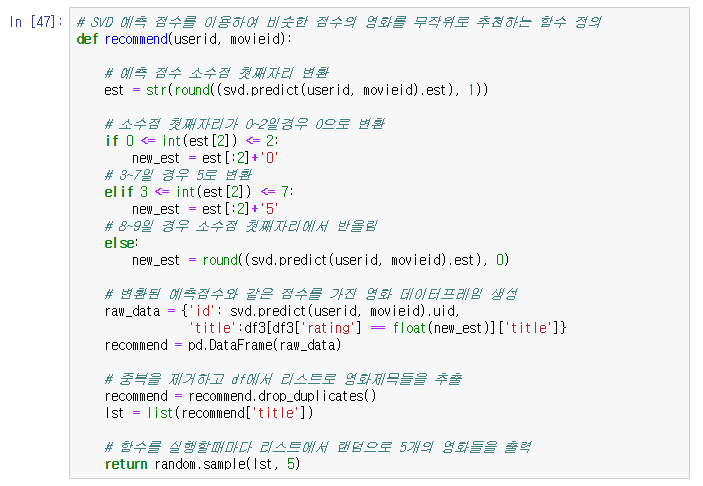 In [47]: # SVD 예측 점수를 이용하여 비슷한 점수의 영화를 무작위로 추천하는 함수 정의
def recommend(userid, movieid):
# 예측 점수 소수점 첫째자리 변환
est = str(round((svd.predict(userid, movieid).est), 1))
# 소수점 첫째자리가 0~2일경우 0으로 변환
if 0 <= int(est[2]) <= 2:
new_est = est[:2]+'0'
# 3~7일 경우 5로 변환
elif 3 <= int(est[2]) <= 7:
new_est = est[:2]+'5'
# 8~9일 경우 소수점 첫째자리에서 반올림
else:
new_est = round((svd.predict(userid, movieid).est), 0)
# 변환된 예측점수와 같은 점수를 가진 영화 데이터프레임 생성
raw_data = {'id': svd.predict(userid, movieid).uid,
'title':df3[df3['rating'] == float(new_est)]['title']}
recommend = pd.DataFrame(raw_data)
# 중복을 제거하고 df에서 리스트로 영화제목들을 추출
recommend = recommend.drop_duplicates()
lst = list(recommend['title'])
# 함수를 실행할때마다 리스트에서 랜덤으로 5개의 영화들을 출력
return random.sample(lst, 5)